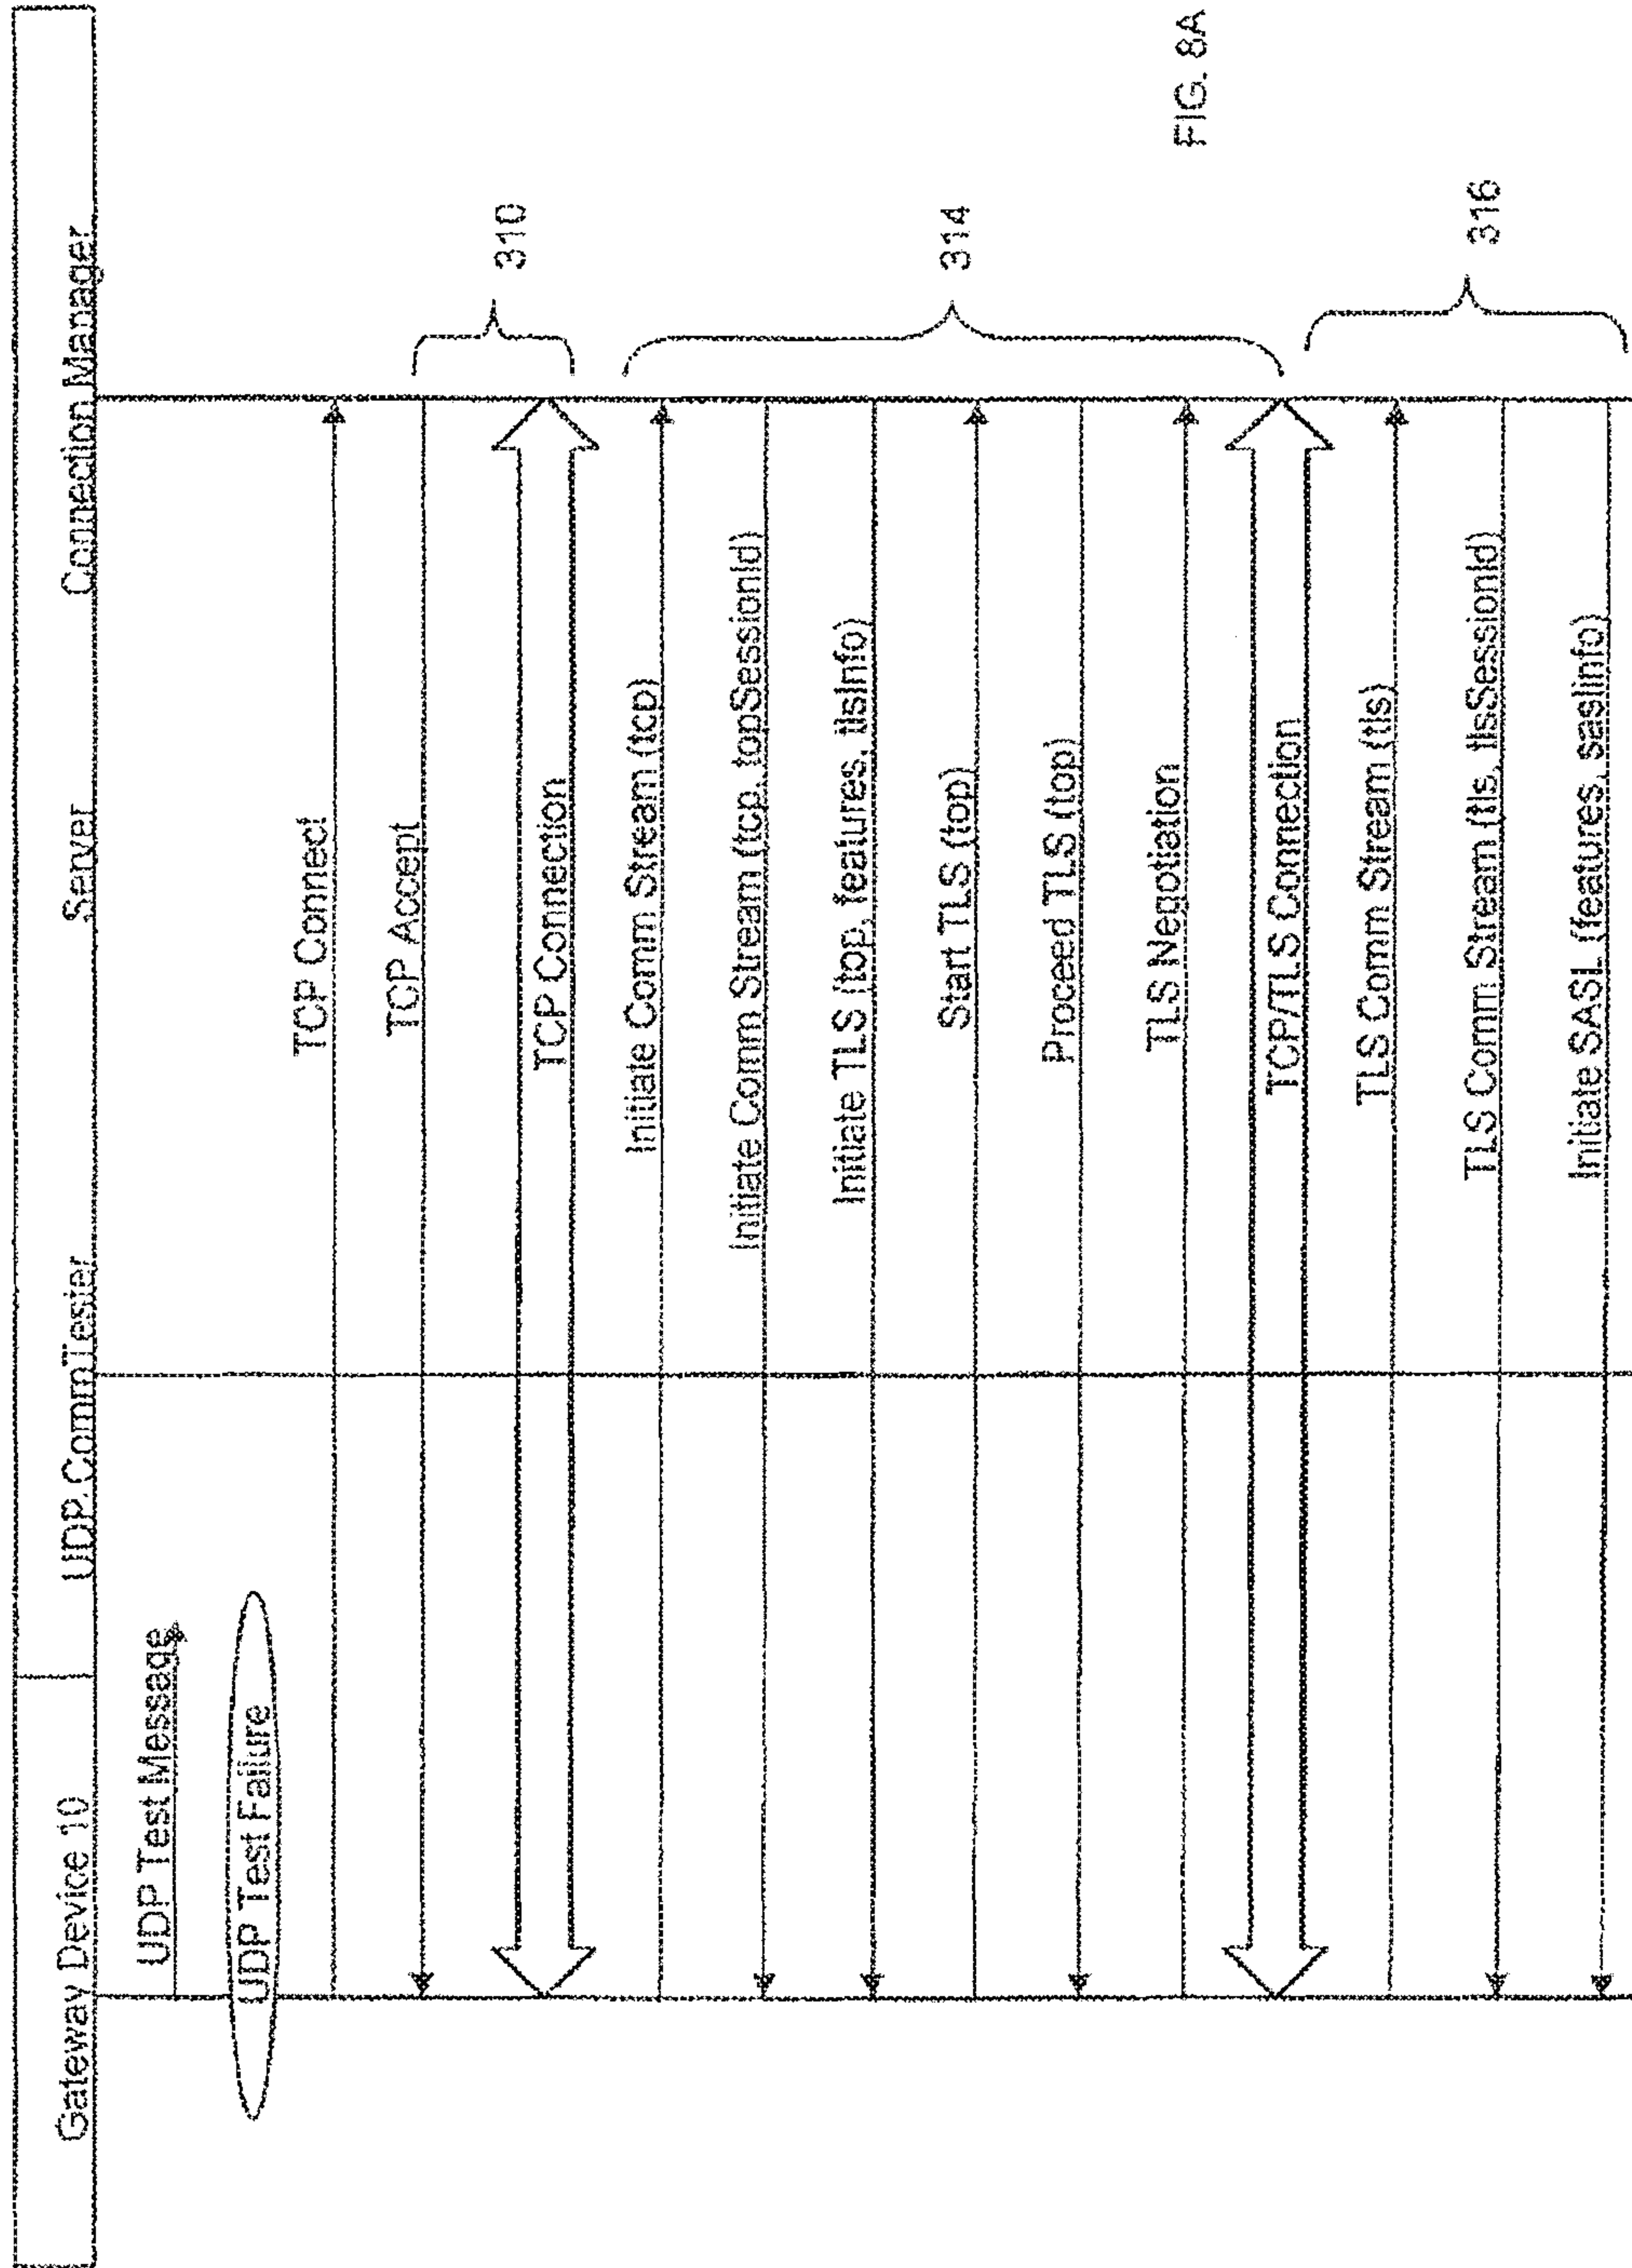 Gateway Device 10
UDP CommTester
Server
Connection Manager
UDP Test Message
UDP Test Failure
TCP Connect
TCP Accept
TCP Connection
310
Initiate Comm Stream (tcp)
Initiate Comm Stream (tcp, tcpSessionId)
Initiate TLS (tcp, features, tlsInfo)
Start TLS (tcp)
Proceed TLS (tcp)
TLS Negotiation
TCP/TLS Connection
314
TLS Comm Stream (tls)
TLS Comm Stream (tls, tlsSessionId)
Initiate SASL (features, saslInfo)
316
FIG. 8A